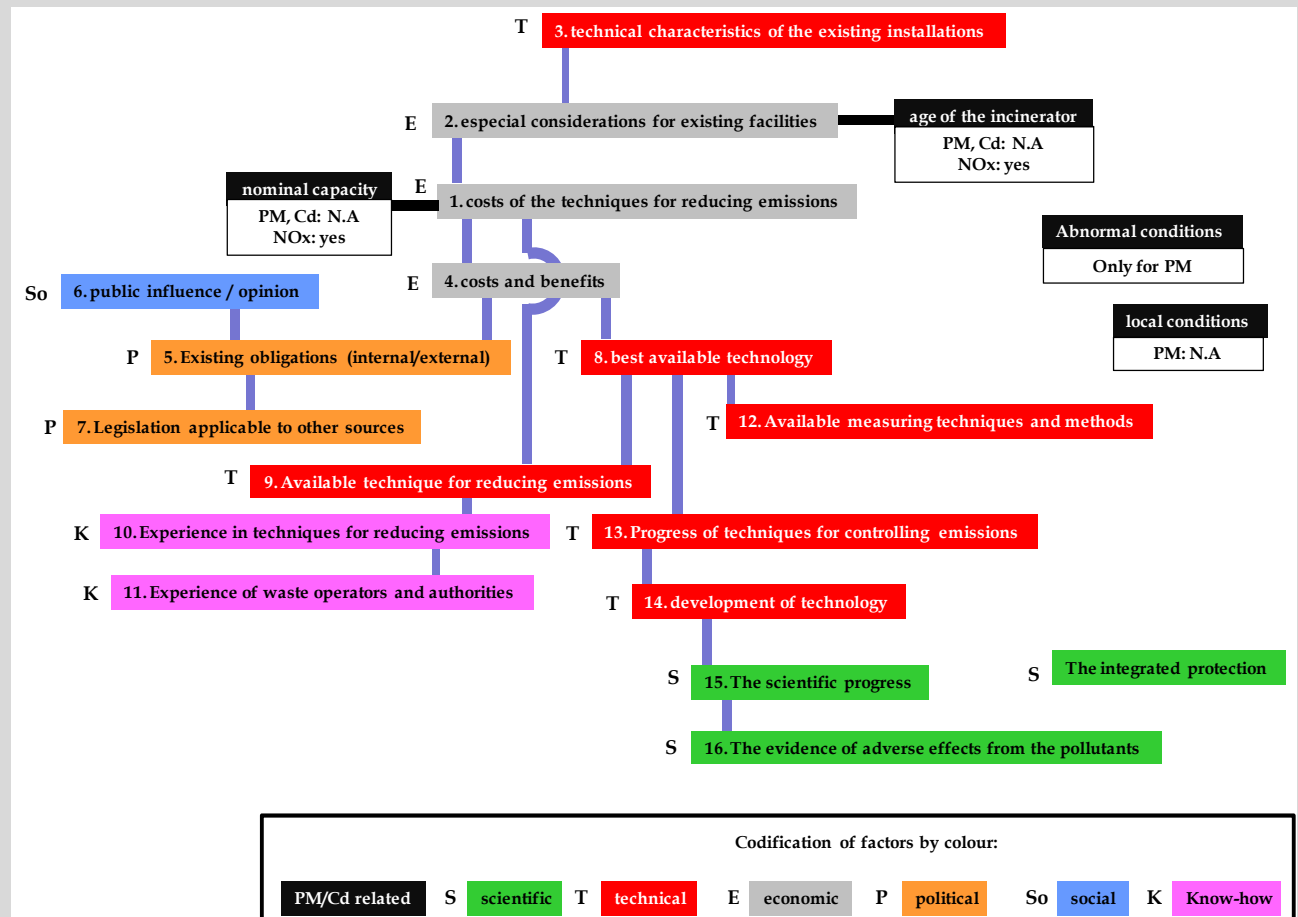 T 3. technical characteristics of the existing installations
E 2. especial considerations for existing facilities
age of the incinerator
PM, Cd: N.A
NOx: yes
nominal capacity
PM, Cd: N.A
NOx: yes
E 1. costs of the techniques for reducing emissions
Abnormal conditions
Only for PM
E 4. costs and benefits
So 6. public influence / opinion
local conditions
PM: N.A
P 5. Existing obligations (internal/external)
T 8. best available technology
P 7. Legislation applicable to other sources
T 12. Available measuring techniques and methods
T 9. Available technique for reducing emissions
K 10. Experience in techniques for reducing emissions
T 13. Progress of techniques for controlling emissions
K 11. Experience of waste operators and authorities
T 14. development of technology
S 15. The scientific progress
S The integrated protection
S 16. The evidence of adverse effects from the pollutants
Codification of factors by colour:
PM/Cd related S scientific T technical E economic P political So social K Know-how